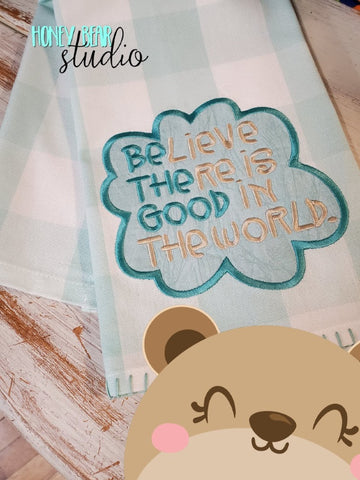 HONEY BEAR
studio
BELIEVE
THERE IS
GOOD IN
THE WORLD.